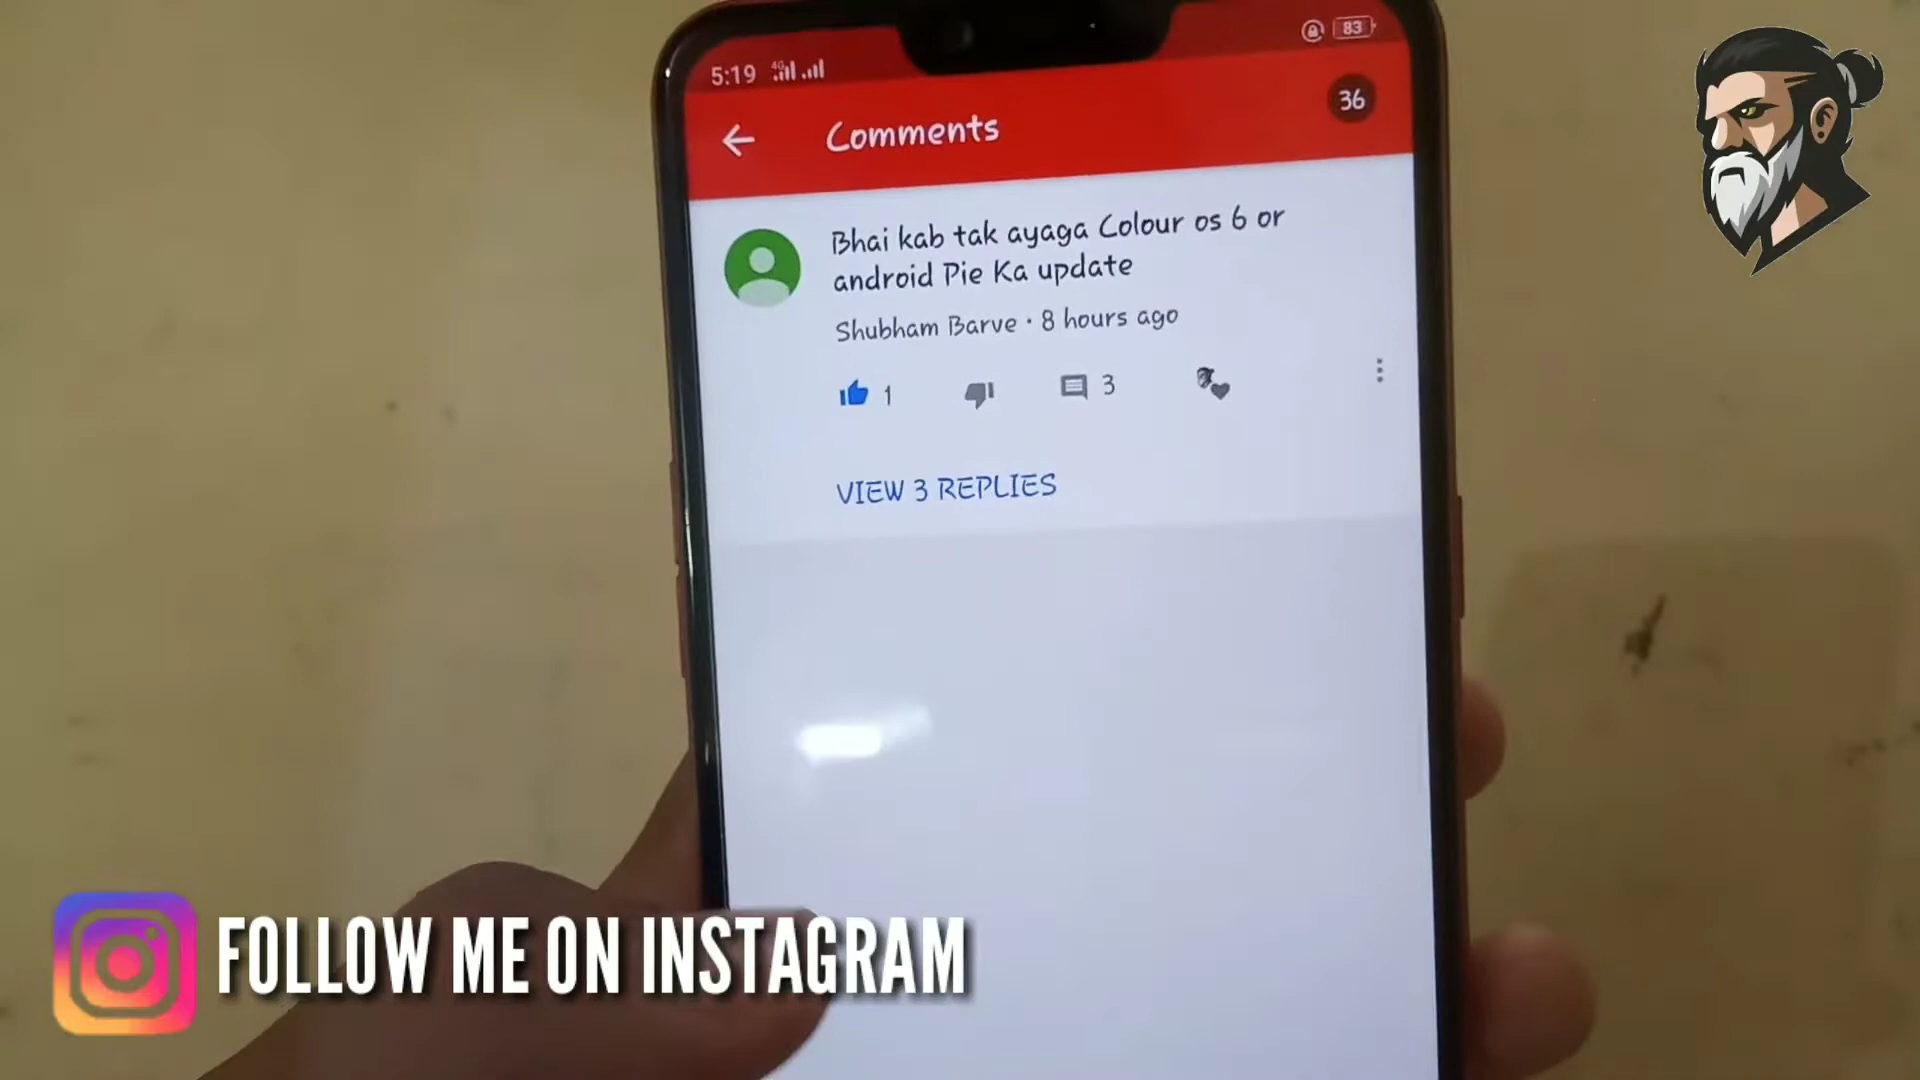 5:19 4G 83
Comments
36
Bhai kab tak ayaga Colour os 6 or
android Pie Ka update
Shubham Barve · 8 hours ago
1 3
VIEW 3 REPLIES
FOLLOW ME ON INSTAGRAM